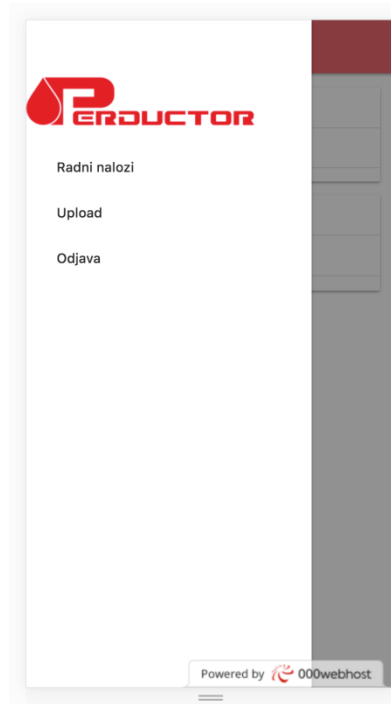 PERDUCTOR
Radni nalozi
Upload
Odjava
Powered by 000webhost